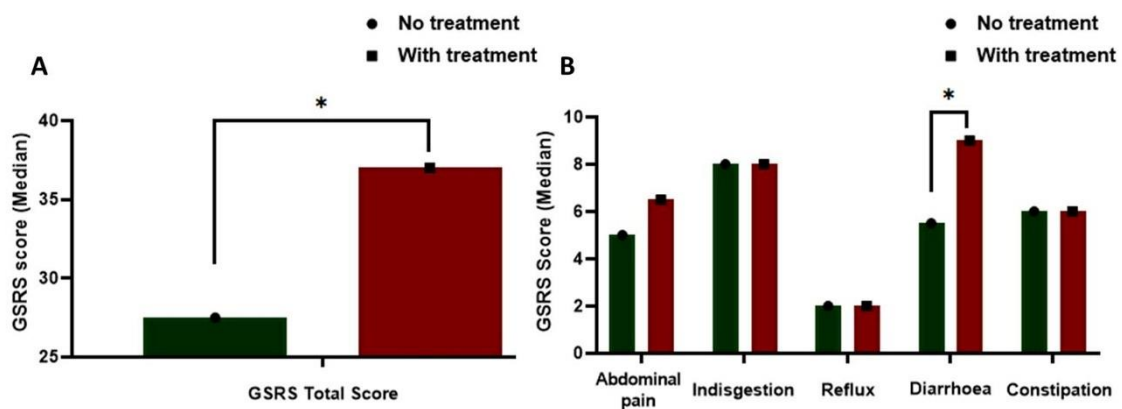 A
No treatment
With treatment
*
GSRS score (Median)
40
35
30
25
GSRS Total Score
B
No treatment
With treatment
*
GSRS Score (Median)
10
8
6
4
2
0
Abdominal
pain
Indisgestion
Reflux
Diarrhoea
Constipation